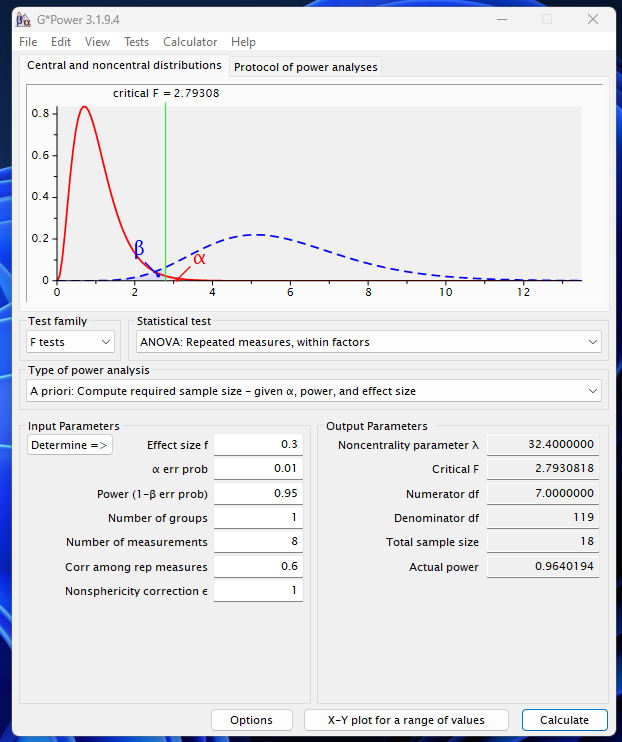 G*Power 3.1.9.4
File Edit View Tests Calculator Help
Central and noncentral distributions Protocol of power analyses
critical F = 2.79308
0.8
0.6
0.4
0.2
0
β
α
0 2 4 6 8 10 12
Test family Statistical test
F tests ANOVA: Repeated measures, within factors
Type of power analysis
A priori: Compute required sample size - given α, power, and effect size
Input Parameters
Determine => Effect size f 0.3
α err prob 0.01
Power (1-β err prob) 0.95
Number of groups 1
Number of measurements 8
Corr among rep measures 0.6
Nonsphericity correction ϵ 1
Output Parameters
Noncentrality parameter λ 32.4000000
Critical F 2.7930818
Numerator df 7.0000000
Denominator df 119
Total sample size 18
Actual power 0.9640194
Options X-Y plot for a range of values Calculate